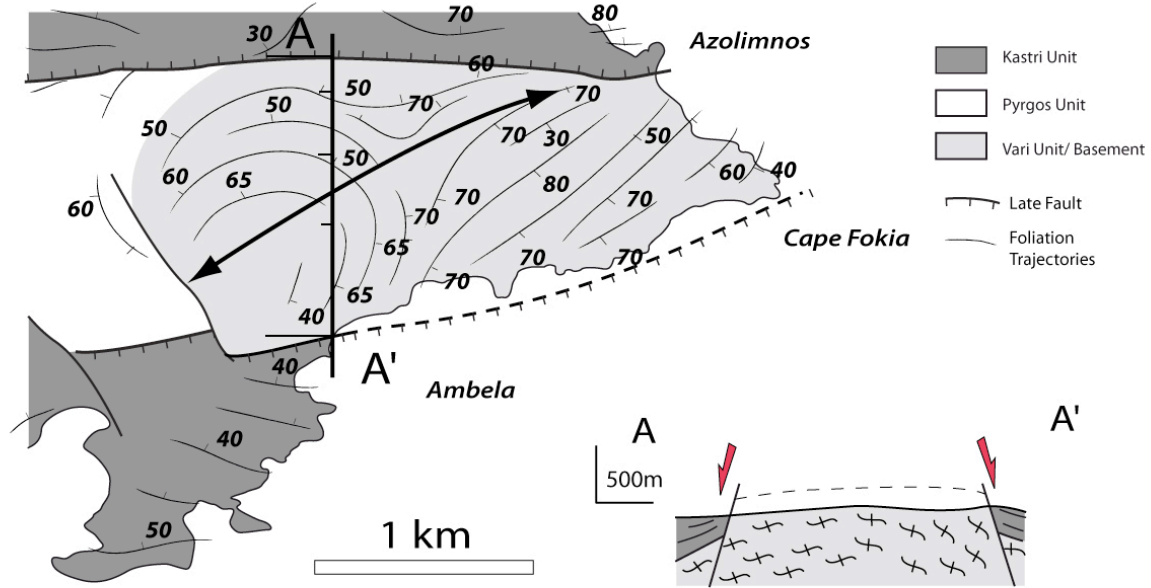 70
80
30
A
Azolimnos
60
50
70
70
50
50
70
30
50
50
60
65
60
40
80
70
70
60
70
65
Cape Fokia
70
70
70
65
40
A'
40
Ambela
40
50
1 km
Kastri Unit
Pyrgos Unit
Vari Unit/ Basement
Late Fault
Foliation
Trajectories
A
A'
500m